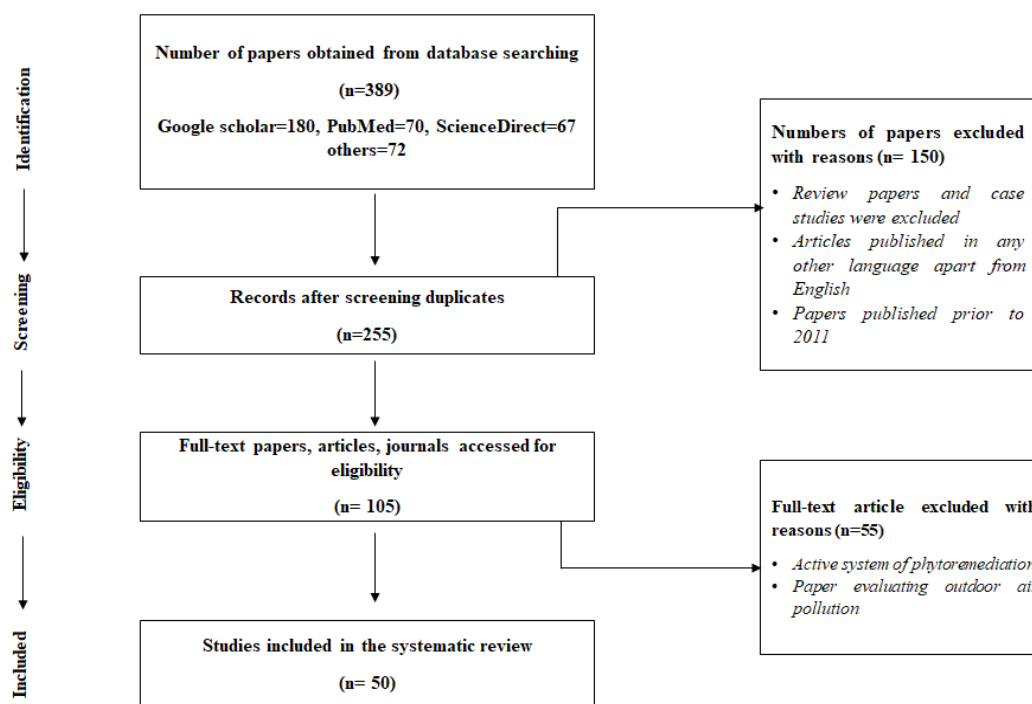 Number of papers obtained from database searching
(n=389)
Google scholar=180, PubMed=70, ScienceDirect=67
others=72
Identification
Numbers of papers excluded
with reasons (n= 150)
• Review papers and case
studies were excluded
• Articles published in any
other language apart from
English
• Papers published prior to
2011
Screening
Records after screening duplicates
(n=255)
Eligibility
Full-text papers, articles, journals accessed for
eligibility
(n= 105)
Full-text article excluded with
reasons (n=55)
• Active system of phytoremediation
• Paper evaluating outdoor ai
pollution
Included
Studies included in the systematic review
(n= 50)